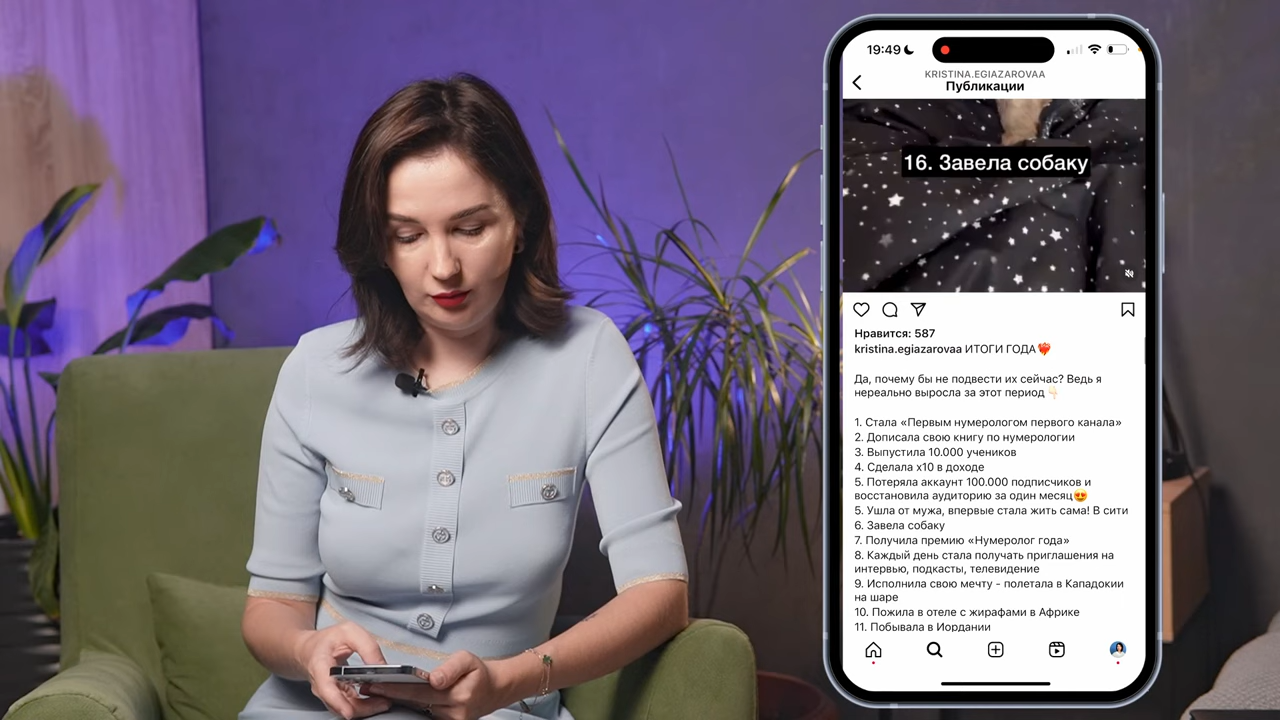 19:49
KRISTINA.EGIAZAROVAA
Публикации
16. Завела собаку
Нравится: 587
kristina.egiazarovaa ИТОГИ ГОДА❤️‍🔥
Да, почему бы не подвести их сейчас? Ведь я
нереально выросла за этот период
1. Стала «Первым нумерологом первого канала»
2. Дописала свою книгу по нумерологии
3. Выпустила 10.000 учеников
4. Сделала х10 в доходе
5. Потеряла аккаунт 100.000 подписчиков и
восстановила аудиторию за один месяц😍
5. Ушла от мужа, впервые стала жить сама! В сити
6. Завела собаку
7. Получила премию «Нумеролог года»
8. Каждый день стала получать приглашения на
интервью, подкасты, телевидение
9. Исполнила свою мечту - полетала в Кападокии
на шаре
10. Пожила в отеле с жирафами в Африке
11. Побывала в Иордании